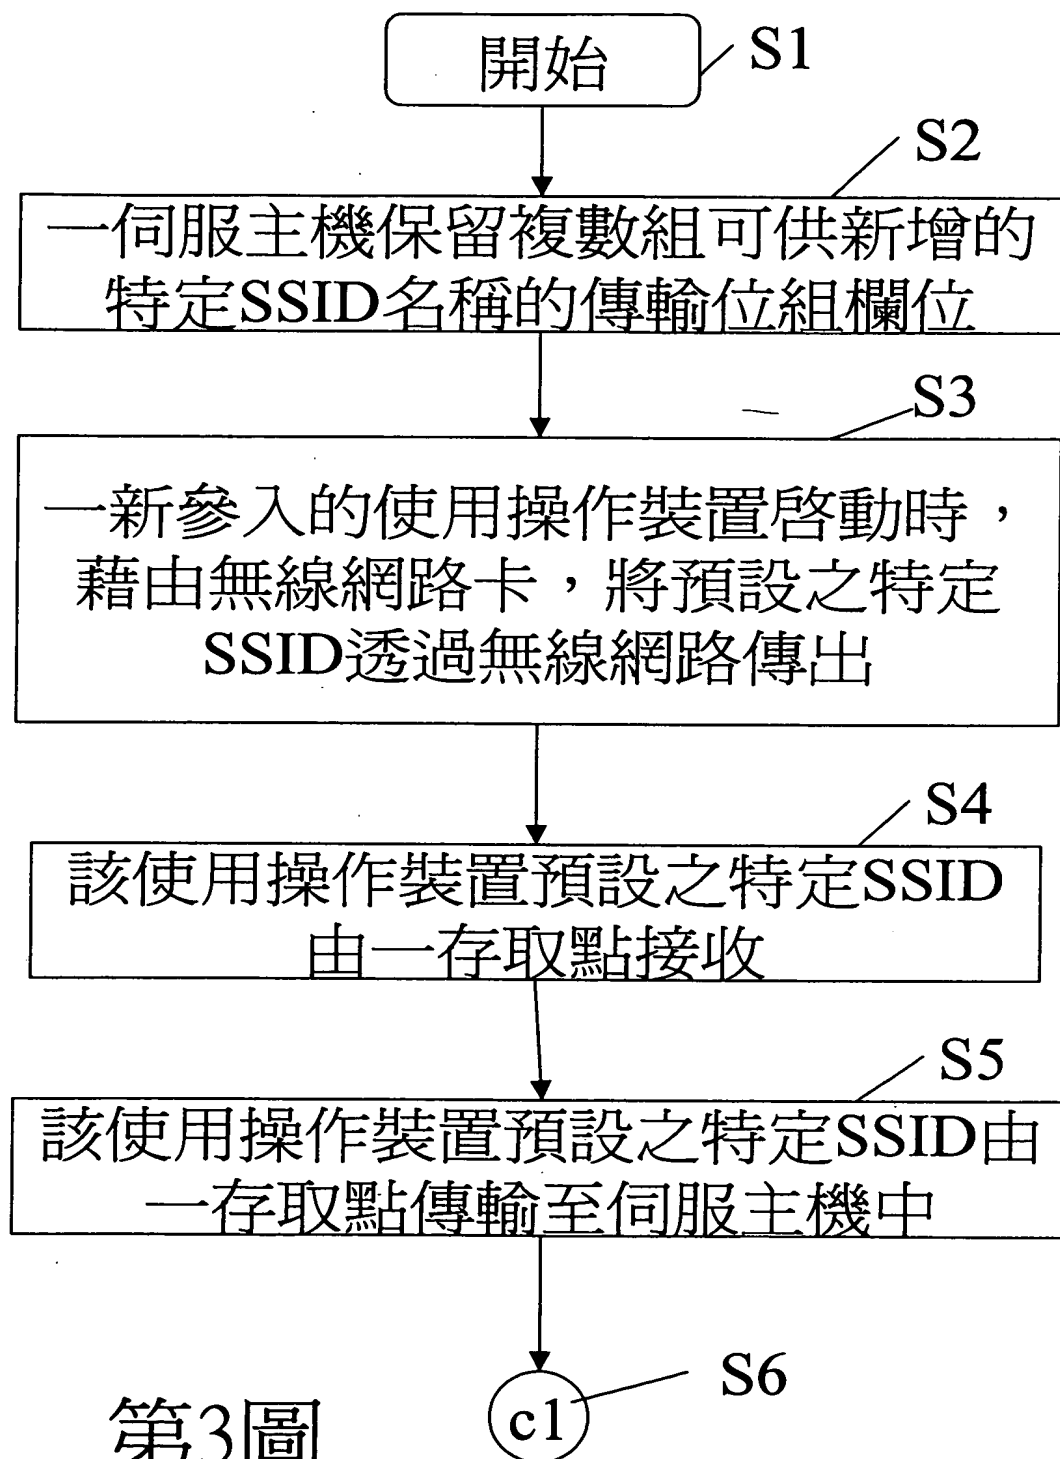 開始
S1
S2
一伺服主機保留複數組可供新增的
特定SSID名稱的傳輸位組欄位
S3
一新參入的使用操作裝置啓動時，
藉由無線網路卡，將預設之特定
SSID透過無線網路傳出
S4
該使用操作裝置預設之特定SSID
由一存取點接收
S5
該使用操作裝置預設之特定SSID由
一存取點傳輸至伺服主機中
S6
c1
第3圖